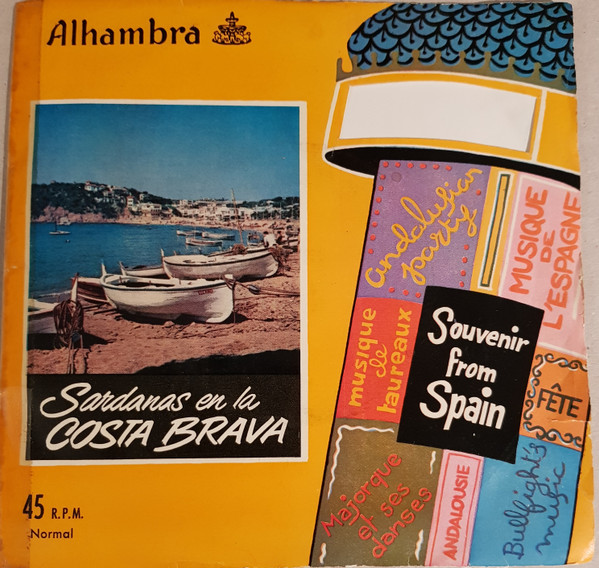 Alhambra
Sardanas en la
COSTA BRAVA
45 R.P.M.
Normal
andalusian
party
MUSIQUE
DE
L'ESPAGNE
musique
de
taureaux
Souvenir
from
Spain
FÊTE
Majorque
et ses
danses
ANDALOUSIE
Bullfight's
music